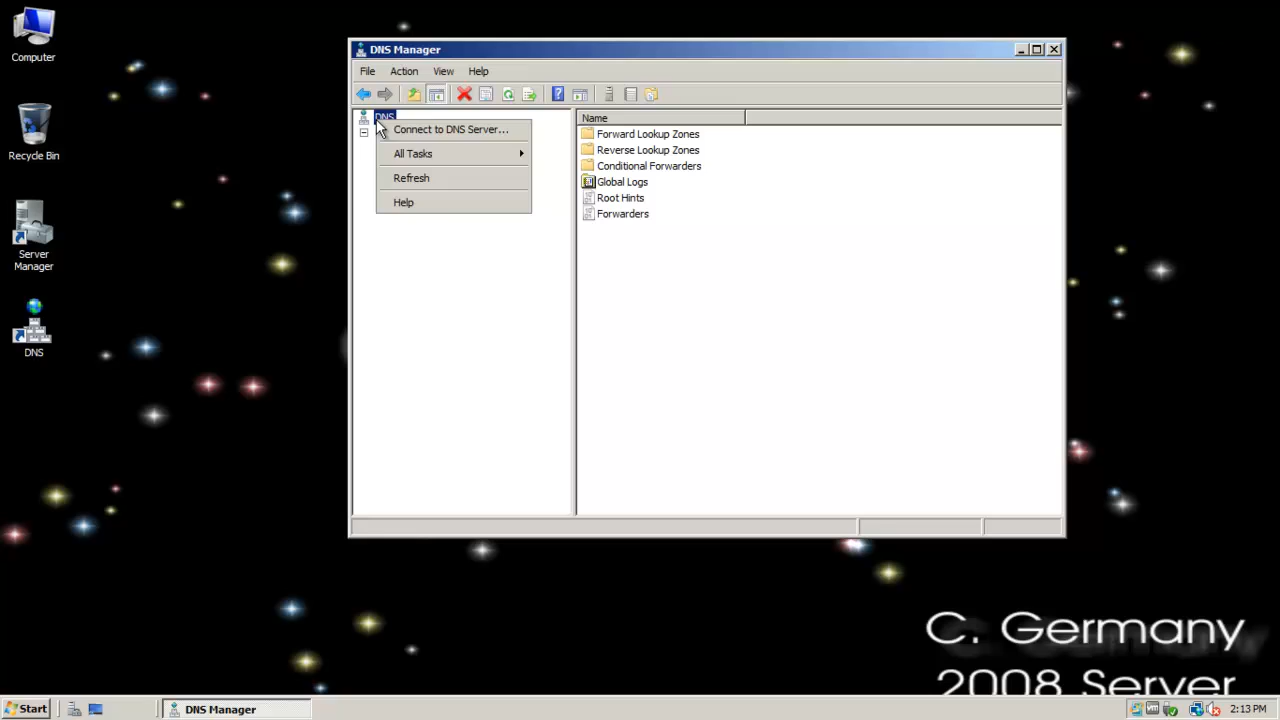 Computer
Recycle Bin
Server
Manager
DNS
DNS Manager
File Action View Help
DNS
Connect to DNS Server...
All Tasks
Refresh
Help
Name
Forward Lookup Zones
Reverse Lookup Zones
Conditional Forwarders
Global Logs
Root Hints
Forwarders
C. Germany
2008 Server
Start
DNS Manager
2:13 PM